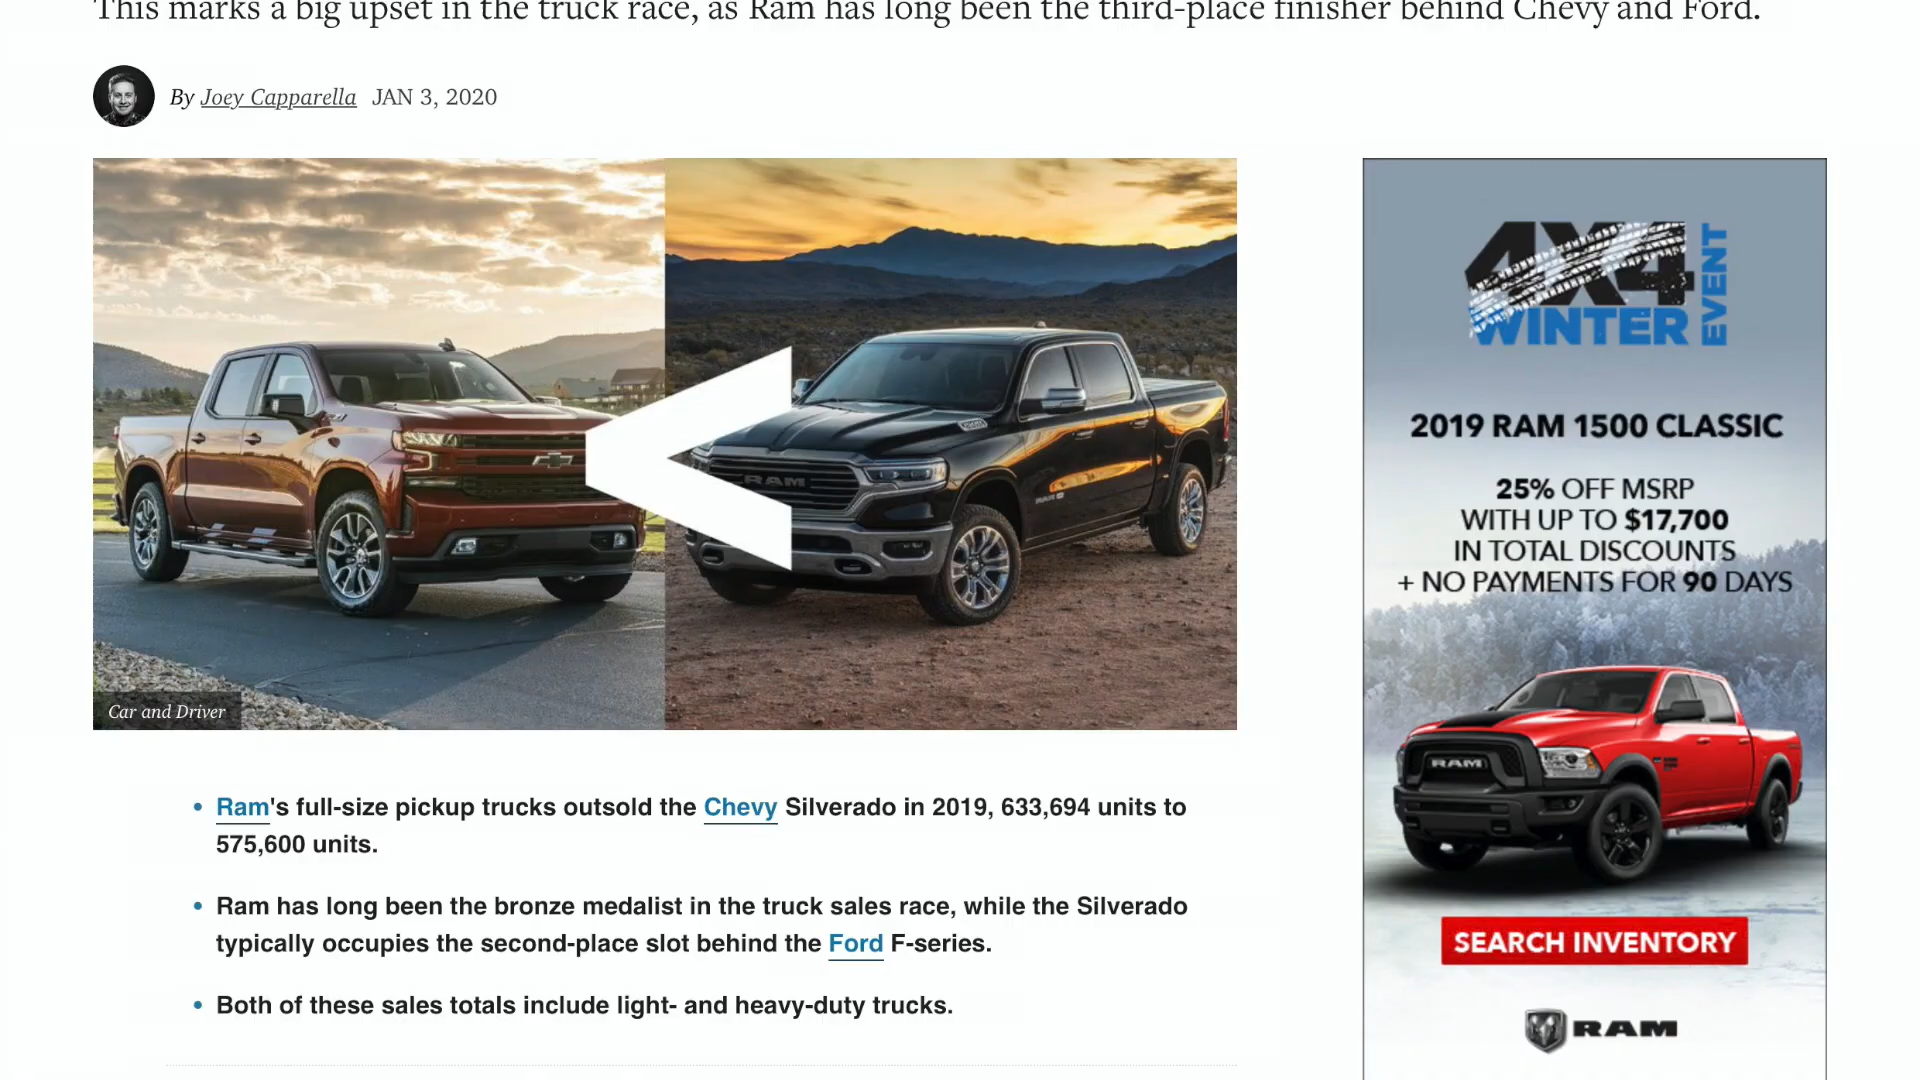 This marks a big upset in the truck race, as Ram has long been the third-place finisher behind Chevy and Ford.
By Joey Capparella JAN 3, 2020
RAM
Car and Driver
Ram's full-size pickup trucks outsold the Chevy Silverado in 2019, 633,694 units to
575,600 units.
Ram has long been the bronze medalist in the truck sales race, while the Silverado
typically occupies the second-place slot behind the Ford F-series.
Both of these sales totals include light- and heavy-duty trucks.
4X4
WINTER
EVENT
2019 RAM 1500 CLASSIC
25% OFF MSRP
WITH UP TO $17,700
IN TOTAL DISCOUNTS
+ NO PAYMENTS FOR 90 DAYS
RAM
SEARCH INVENTORY
RAM